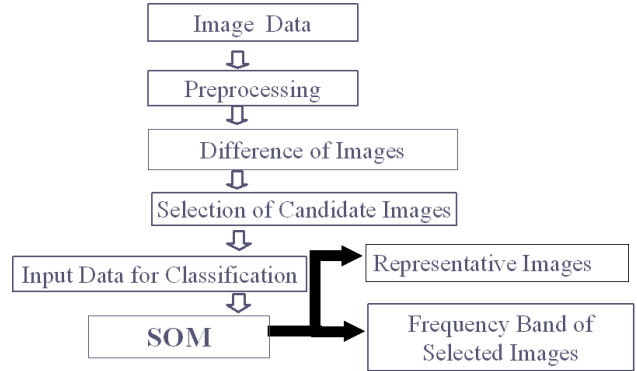 Image Data
Preprocessing
Difference of Images
Selection of Candidate Images
Input Data for Classification
Representative Images
SOM
Frequency Band of
Selected Images